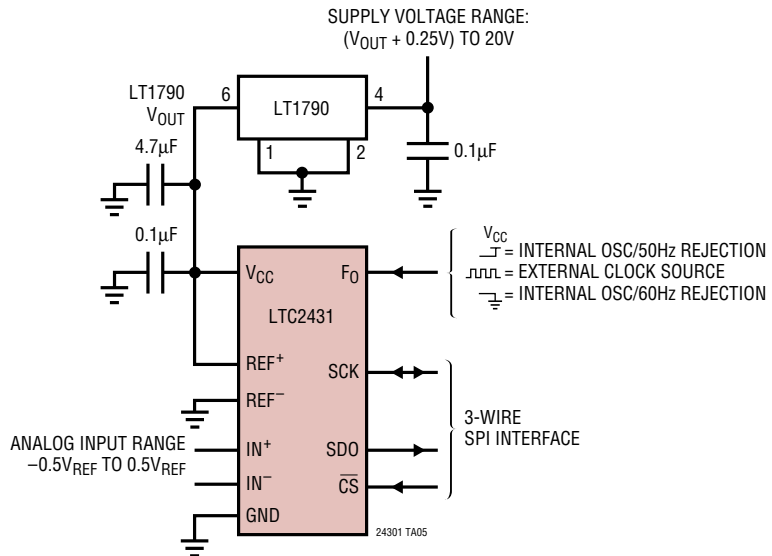 SUPPLY VOLTAGE RANGE:
(VOUT + 0.25V) TO 20V
LT1790
VOUT
6
LT1790
4
1
2
4.7µF
0.1µF
0.1µF
VCC
FO
LTC2431
REF+
SCK
REF–
IN+
SDO
IN–
CS
GND
VCC
= INTERNAL OSC/50Hz REJECTION
= EXTERNAL CLOCK SOURCE
= INTERNAL OSC/60Hz REJECTION
3-WIRE
SPI INTERFACE
ANALOG INPUT RANGE
–0.5VREF TO 0.5VREF
24301 TA05